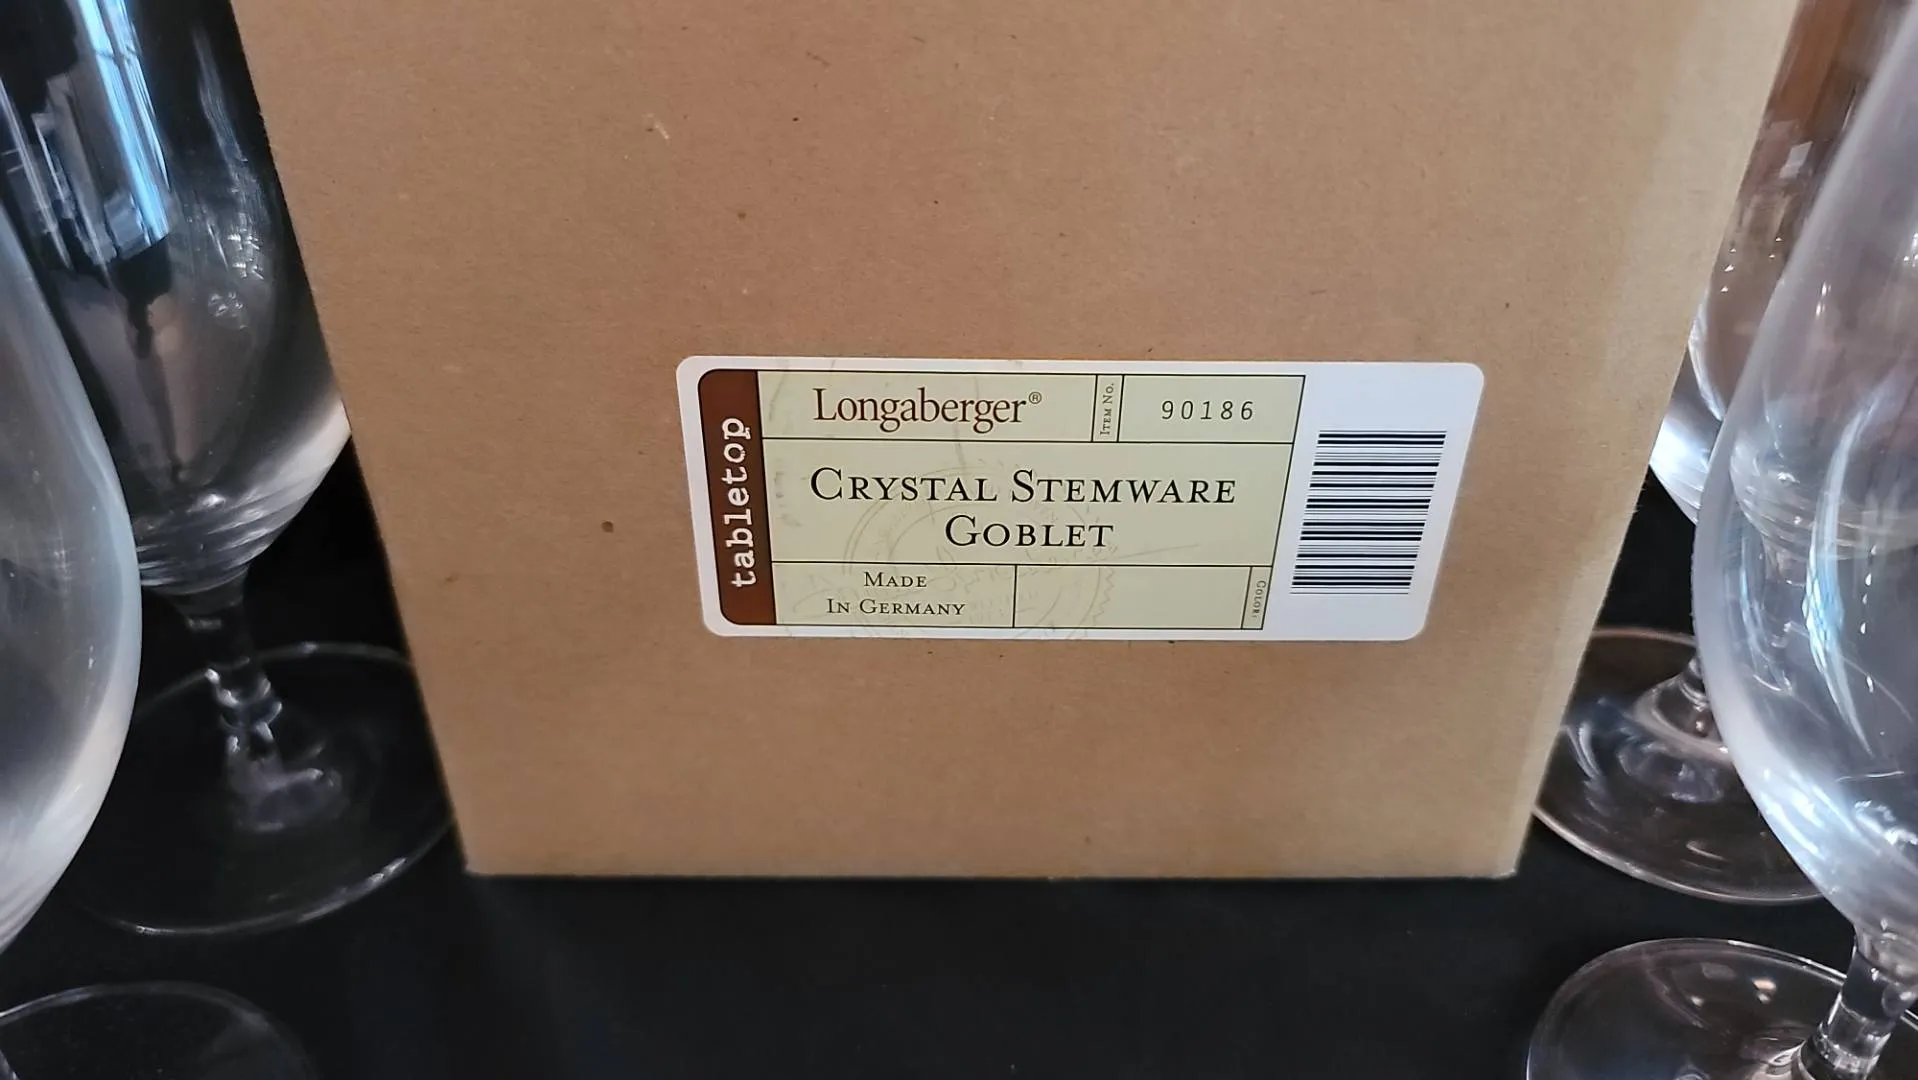 tabletop
Longaberger®
ITEM NO.
90186
CRYSTAL STEMWARE
GOBLET
MADE
IN GERMANY
COLOR: